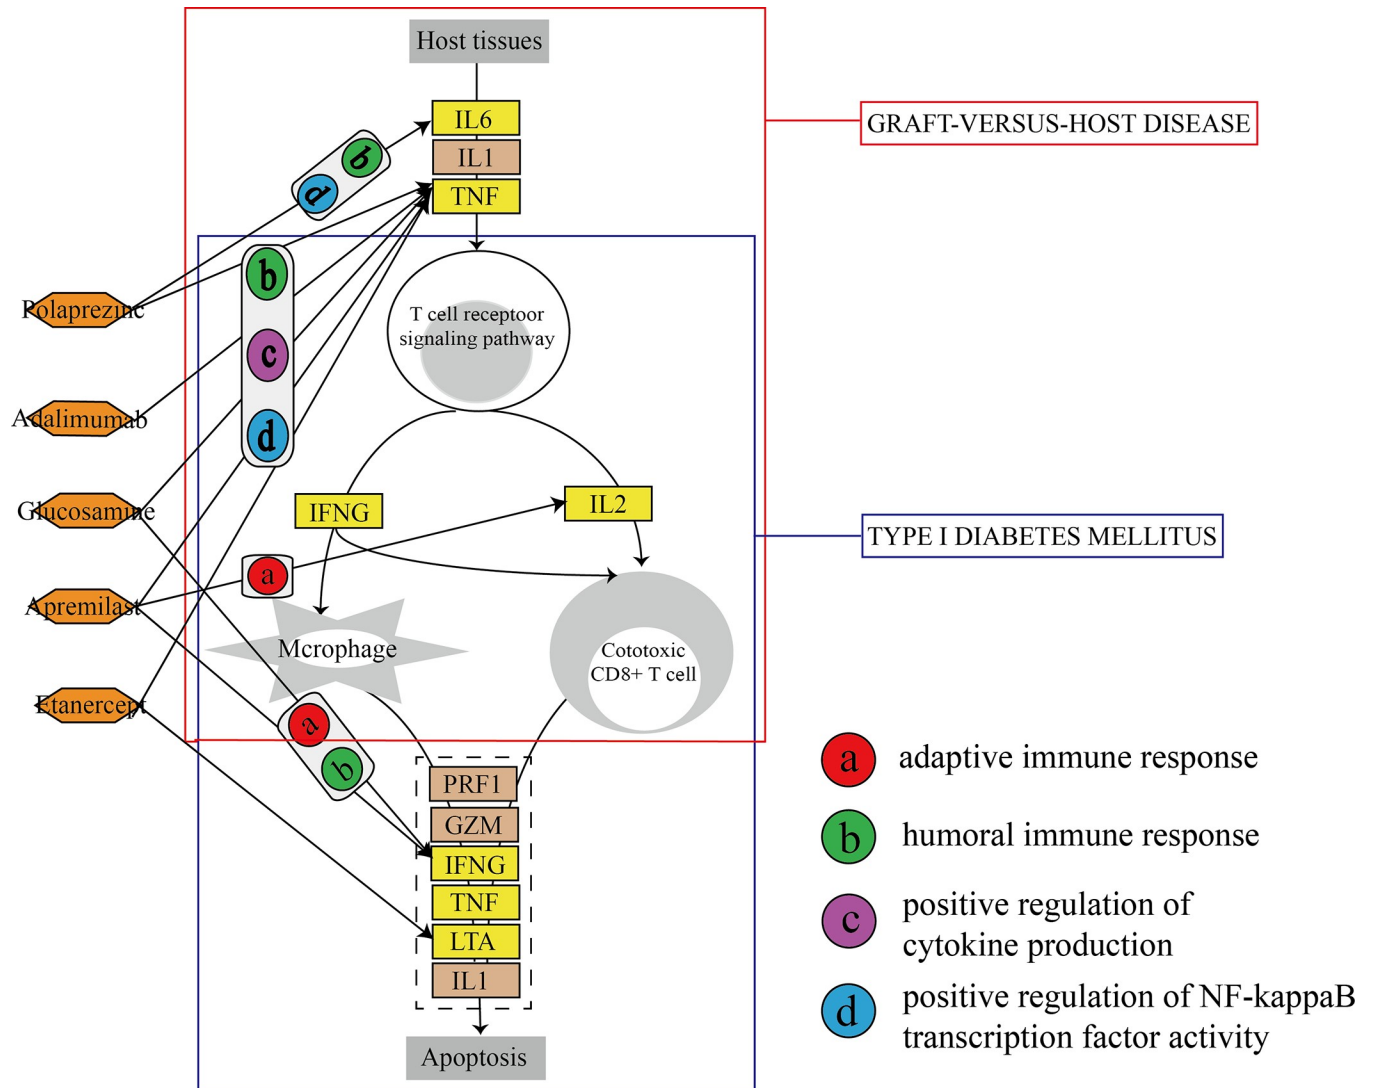 Host tissues
IL6
IL1
TNF
GRAFT-VERSUS-HOST DISEASE
b
d
b
c
d
Polaprezinc
Adalimumab
Glucosamine
Apremilast
Etanercept
T cell receptoor
signaling pathway
IFNG
IL2
TYPE I DIABETES MELLITUS
a
Mcrophage
Cototoxic
CD8+ T cell
a
b
PRF1
GZM
IFNG
TNF
LTA
IL1
Apoptosis
a adaptive immune response
b humoral immune response
c positive regulation of
cytokine production
d positive regulation of NF-kappaB
transcription factor activity